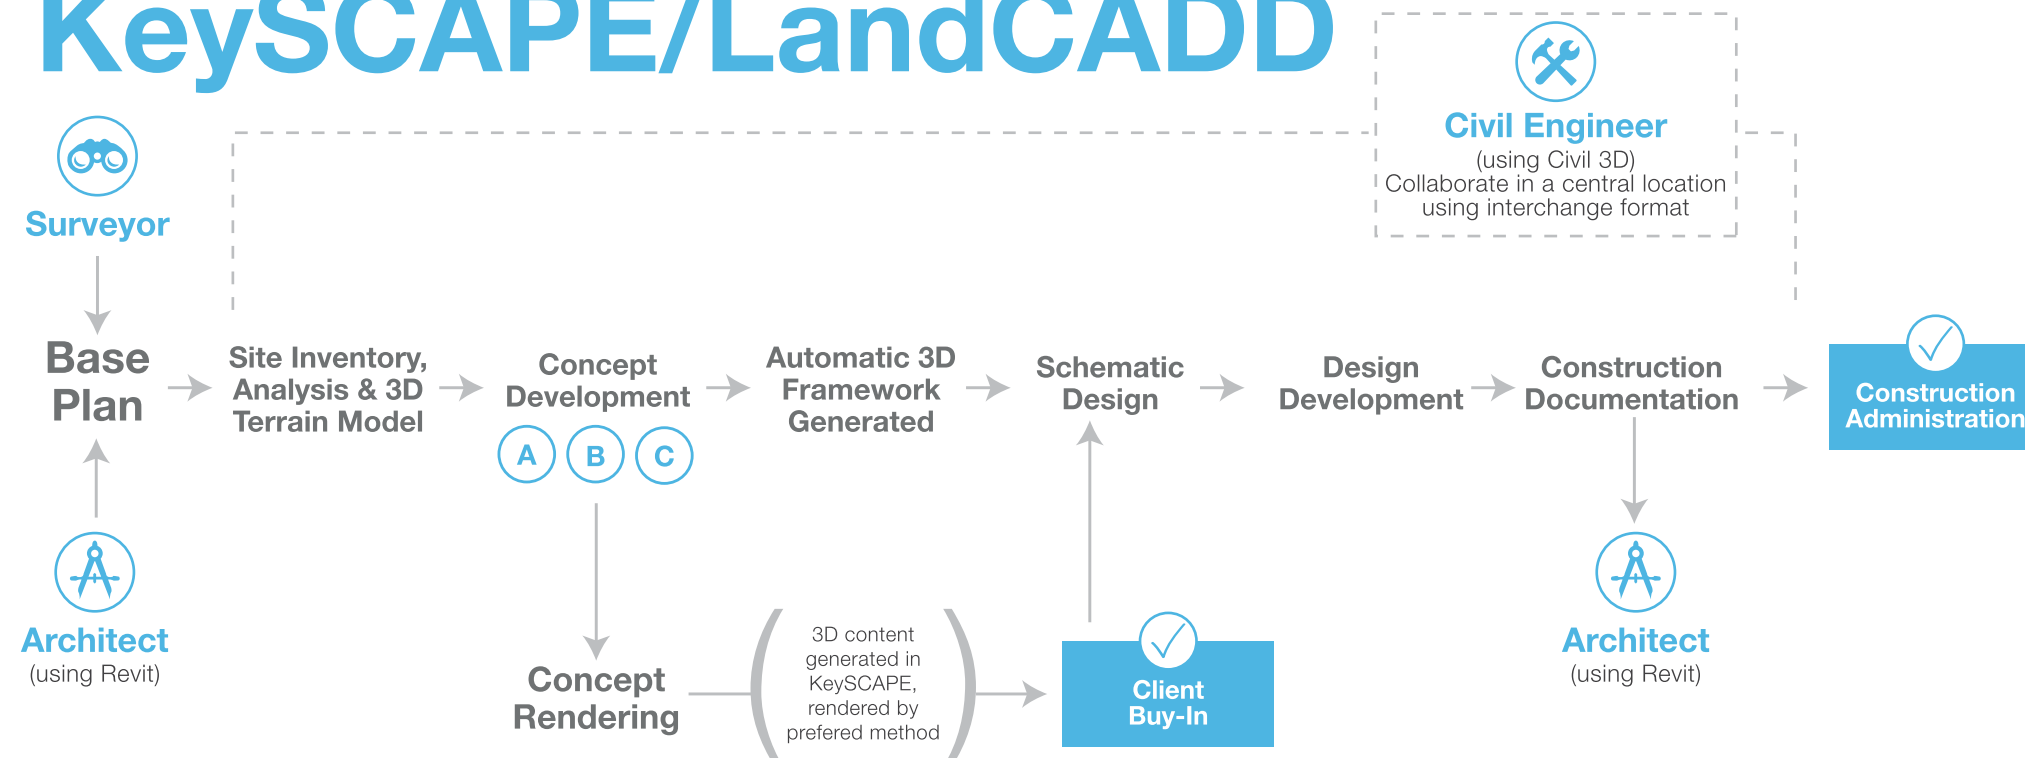 KeySCAPE/LandCADD
Civil Engineer
(using Civil 3D)
Collaborate in a central location
using interchange format
Surveyor
Base
Plan
Architect
(using Revit)
Site Inventory,
Analysis & 3D
Terrain Model
Concept
Development
A B C
Automatic 3D
Framework
Generated
Schematic
Design
Design
Development
Construction
Documentation
Construction
Administration
Concept
Rendering
3D content
generated in
KeySCAPE,
rendered by
prefered method
Client
Buy-In
Architect
(using Revit)